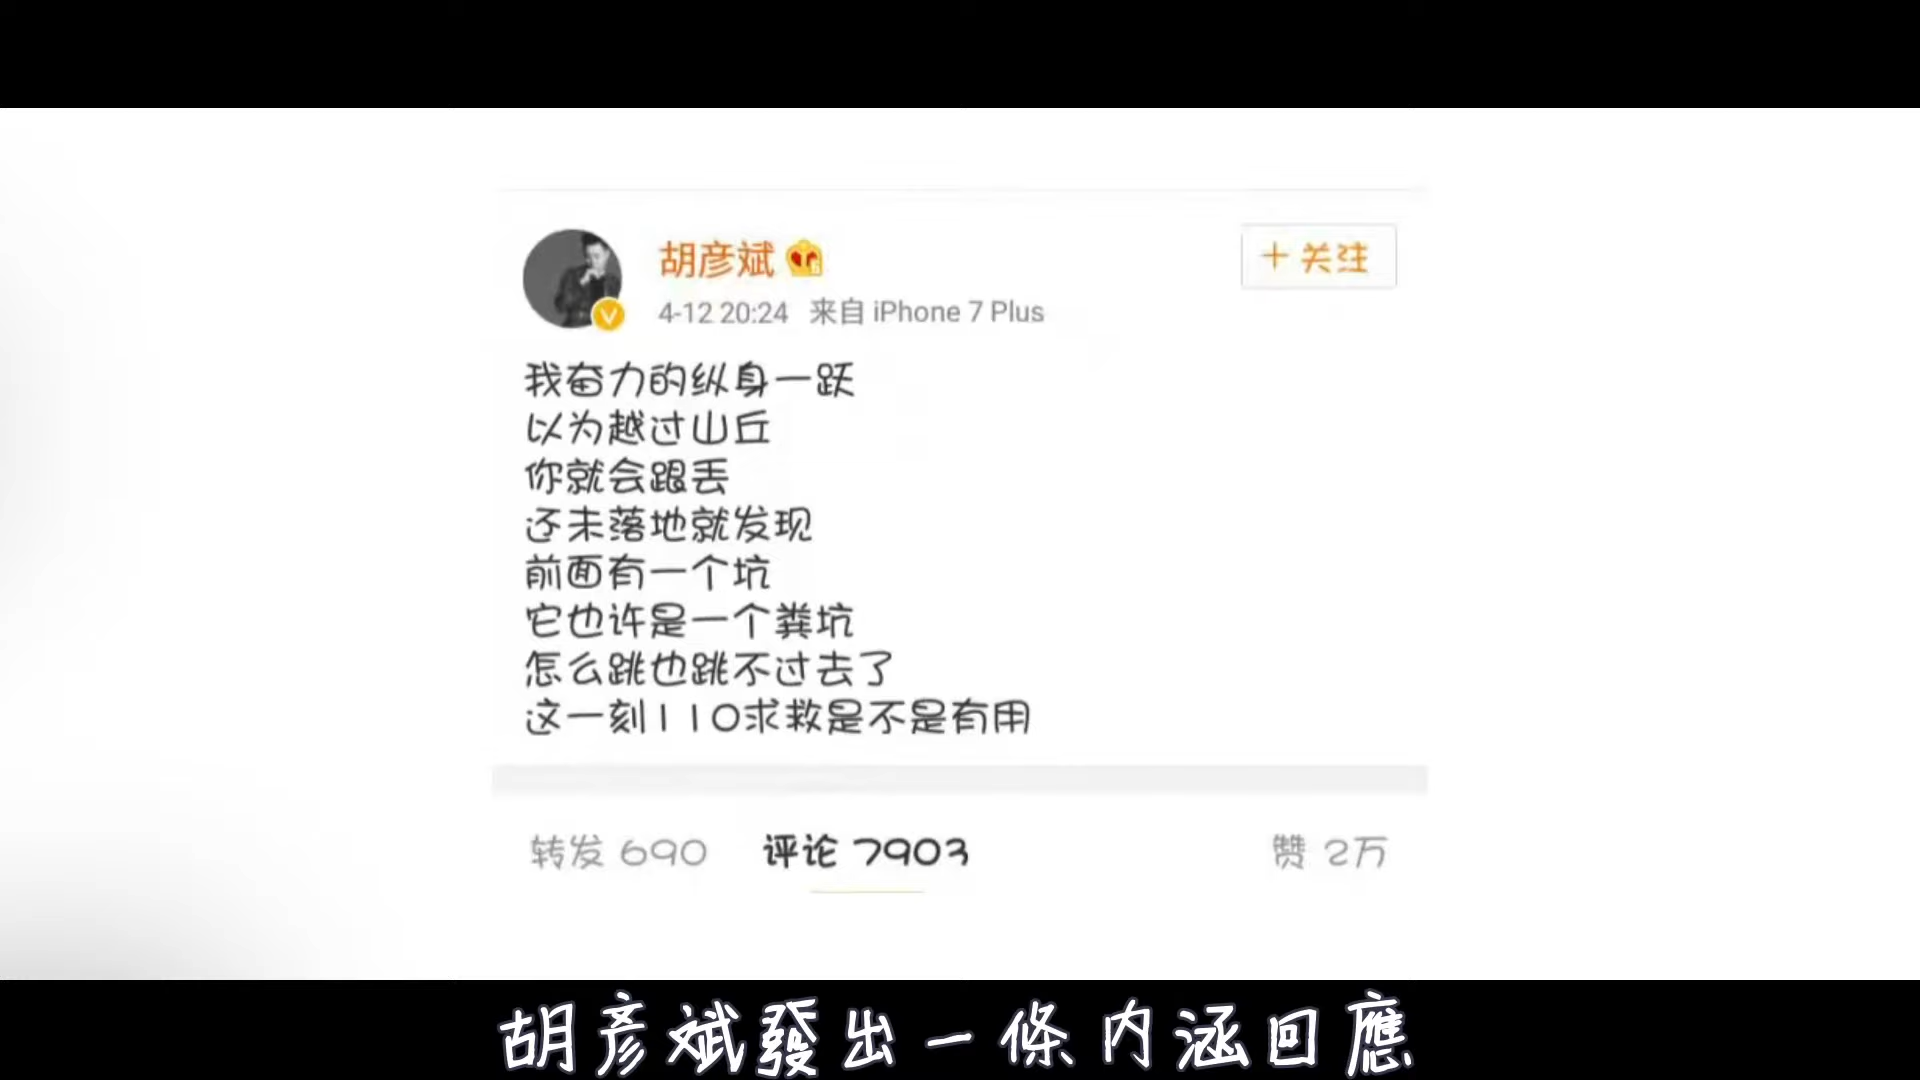 胡彦斌
+ 关注
4-12 20:24 来自 iPhone 7 Plus
我奋力的纵身一跃
以为越过山丘
你就会跟丢
还未落地就发现
前面有一个坑
它也许是一个粪坑
怎么跳也跳不过去了
这一刻110求救是不是有用
转发 690 评论 7903 赞 2万
胡彦斌發出一條内涵回應